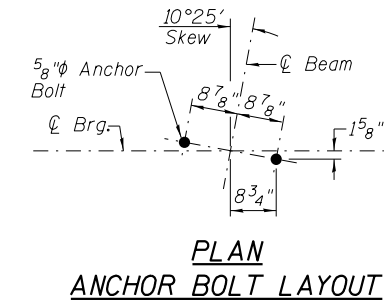 10°25'
Skew
℄ Beam
5/8"φ Anchor
Bolt
8 7/8" 8 7/8"
℄ Brg.
1 5/8"
8 3/4"
PLAN
ANCHOR BOLT LAYOUT